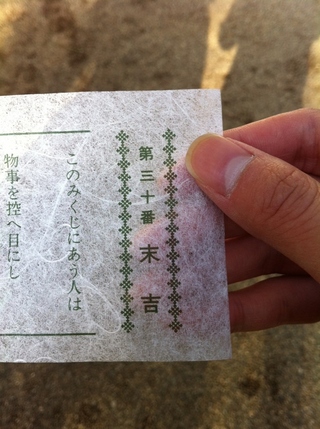 第三十番 末吉
このみくじにあう人は
物事を控へ目にし